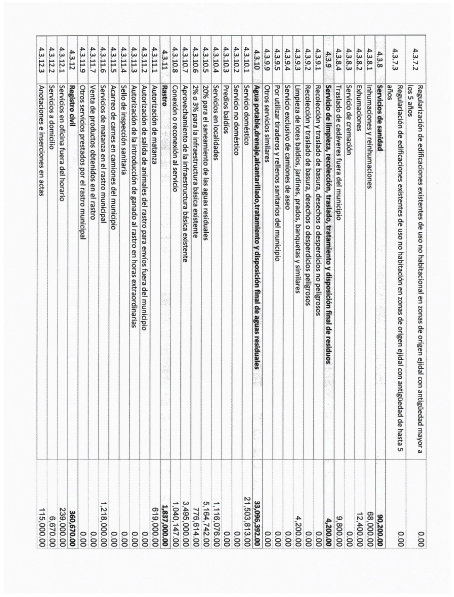 4.3.7.2 Regularización de edificaciones existentes de uso no habitacional en zonas de origen ejidal con antigüedad mayor a los 5 años 0.00
4.3.7.3 Regularización de edificaciones existentes de uso no habitación en zonas de origen ejidal con antigüedad de hasta 5 años 0.00
4.3.8 Servicios de sanidad 90,200.00
4.3.8.1 Inhumaciones y reinhumaciones 68,000.00
4.3.8.2 Exhumaciones 12,400.00
4.3.8.3 Servicio de cremación 0.00
4.3.8.4 Traslado de cadáveres fuera del municipio 9,800.00
4.3.9 Servicio de limpieza, recolección, traslado, tratamiento y disposición final de residuos 4,200.00
4.3.9.1 Recolección y traslado de basura, desechos o desperdicios no peligrosos 0.00
4.3.9.2 Recolección y traslado de basura, desechos o desperdicios peligrosos 0.00
4.3.9.3 Limpieza de lotes baldíos, jardines, prados, banquetas y similares 4,200.00
4.3.9.4 Servicio exclusivo de camiones de aseo 0.00
4.3.9.5 Por utilizar tiraderos y rellenos sanitarios del municipio 0.00
4.3.9.9 Otros servicios similares 0.00
4.3.10 Agua potable,drenaje,alcantarillado,tratamiento y disposición final de aguas residuales 33,096,392.00
4.3.10.1 Servicio doméstico 21,503,813.00
4.3.10.2 Servicio no doméstico 0.00
4.3.10.3 Predios baldíos 0.00
4.3.10.4 Servicios en localidades 1,116,076.00
4.3.10.5 20% para el saneamiento de las aguas residuales 5,164,742.00
4.3.10.6 2% o 3% para la infraestructura básica existente 776,614.00
4.3.10.7 Aprovechamiento de la infraestructura básica existente 3,495,000.00
4.3.10.8 Conexión o reconexión al servicio 1,040,147.00
4.3.11 Rastro 1,837,000.00
4.3.11.1 Autorización de matanza 619,000.00
4.3.11.2 Autorización de salida de animales del rastro para envíos fuera del municipio 0.00
4.3.11.3 Autorización de la introducción de ganado al rastro en horas extraordinarias 0.00
4.3.11.4 Sello de inspección sanitaria 0.00
4.3.11.5 Acarreo de carnes en camiones del municipio 0.00
4.3.11.6 Servicios de matanza en el rastro municipal 1,218,000.00
4.3.11.7 Venta de productos obtenidos en el rastro 0.00
4.3.11.9 Otros servicios prestados por el rastro municipal 0.00
4.3.12 Registro civil 360,670.00
4.3.12.1 Servicios en oficina fuera del horario 239,000.00
4.3.12.2 Servicios a domicilio 6,670.00
4.3.12.3 Anotaciones e inserciones en actas 115,000.00